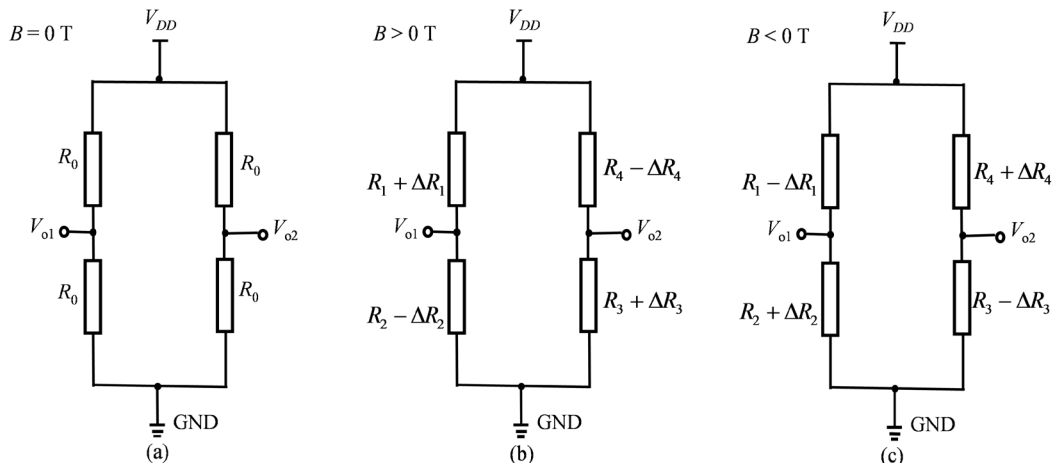 B = 0 T
V_DD
R_0
R_0
V_o1
V_o2
R_0
R_0
GND
(a)
B > 0 T
V_DD
R_1 + ΔR_1
R_4 − ΔR_4
V_o1
V_o2
R_2 − ΔR_2
R_3 + ΔR_3
GND
(b)
B < 0 T
V_DD
R_1 − ΔR_1
R_4 + ΔR_4
V_o1
V_o2
R_2 + ΔR_2
R_3 − ΔR_3
GND
(c)